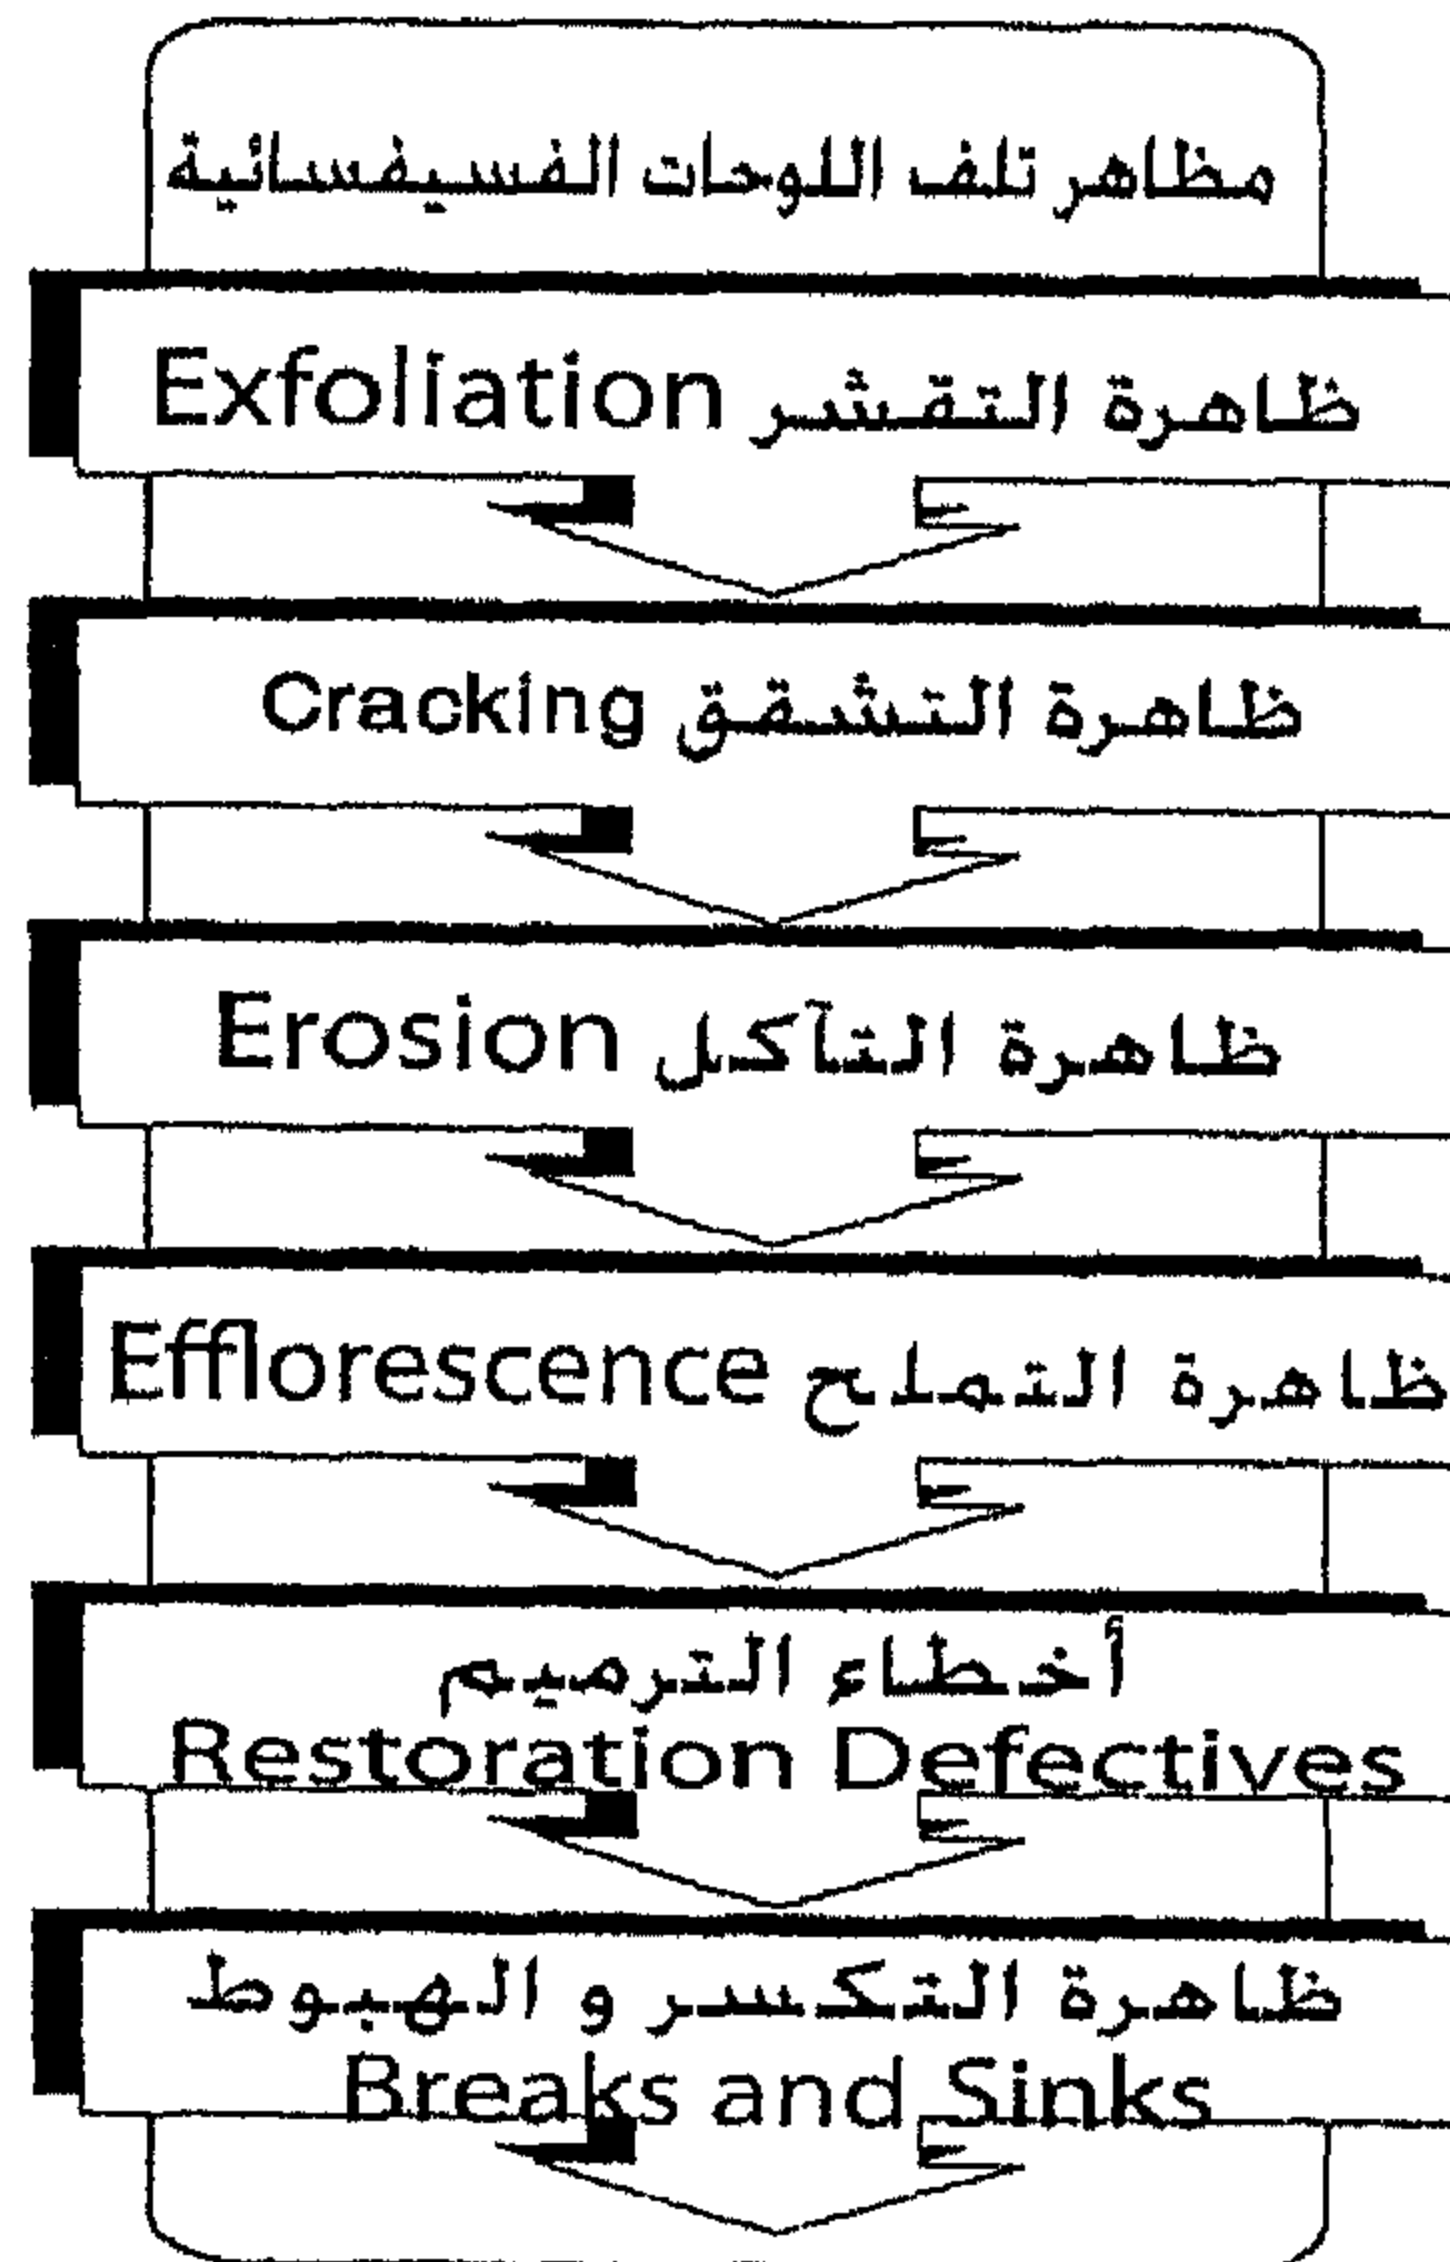 مظاهر تلف اللوحات الفسيفسائية
ظاهرة التقشر Exfoliation
ظاهرة التشقق Cracking
ظاهرة التآكل Erosion
ظاهرة التملح Efflorescence
أخطاء الترميم
Restoration Defectives
ظاهرة التكسر و الهبوط
Breaks and Sinks